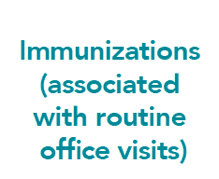 Immunizations
(associated
with routine
office visits)